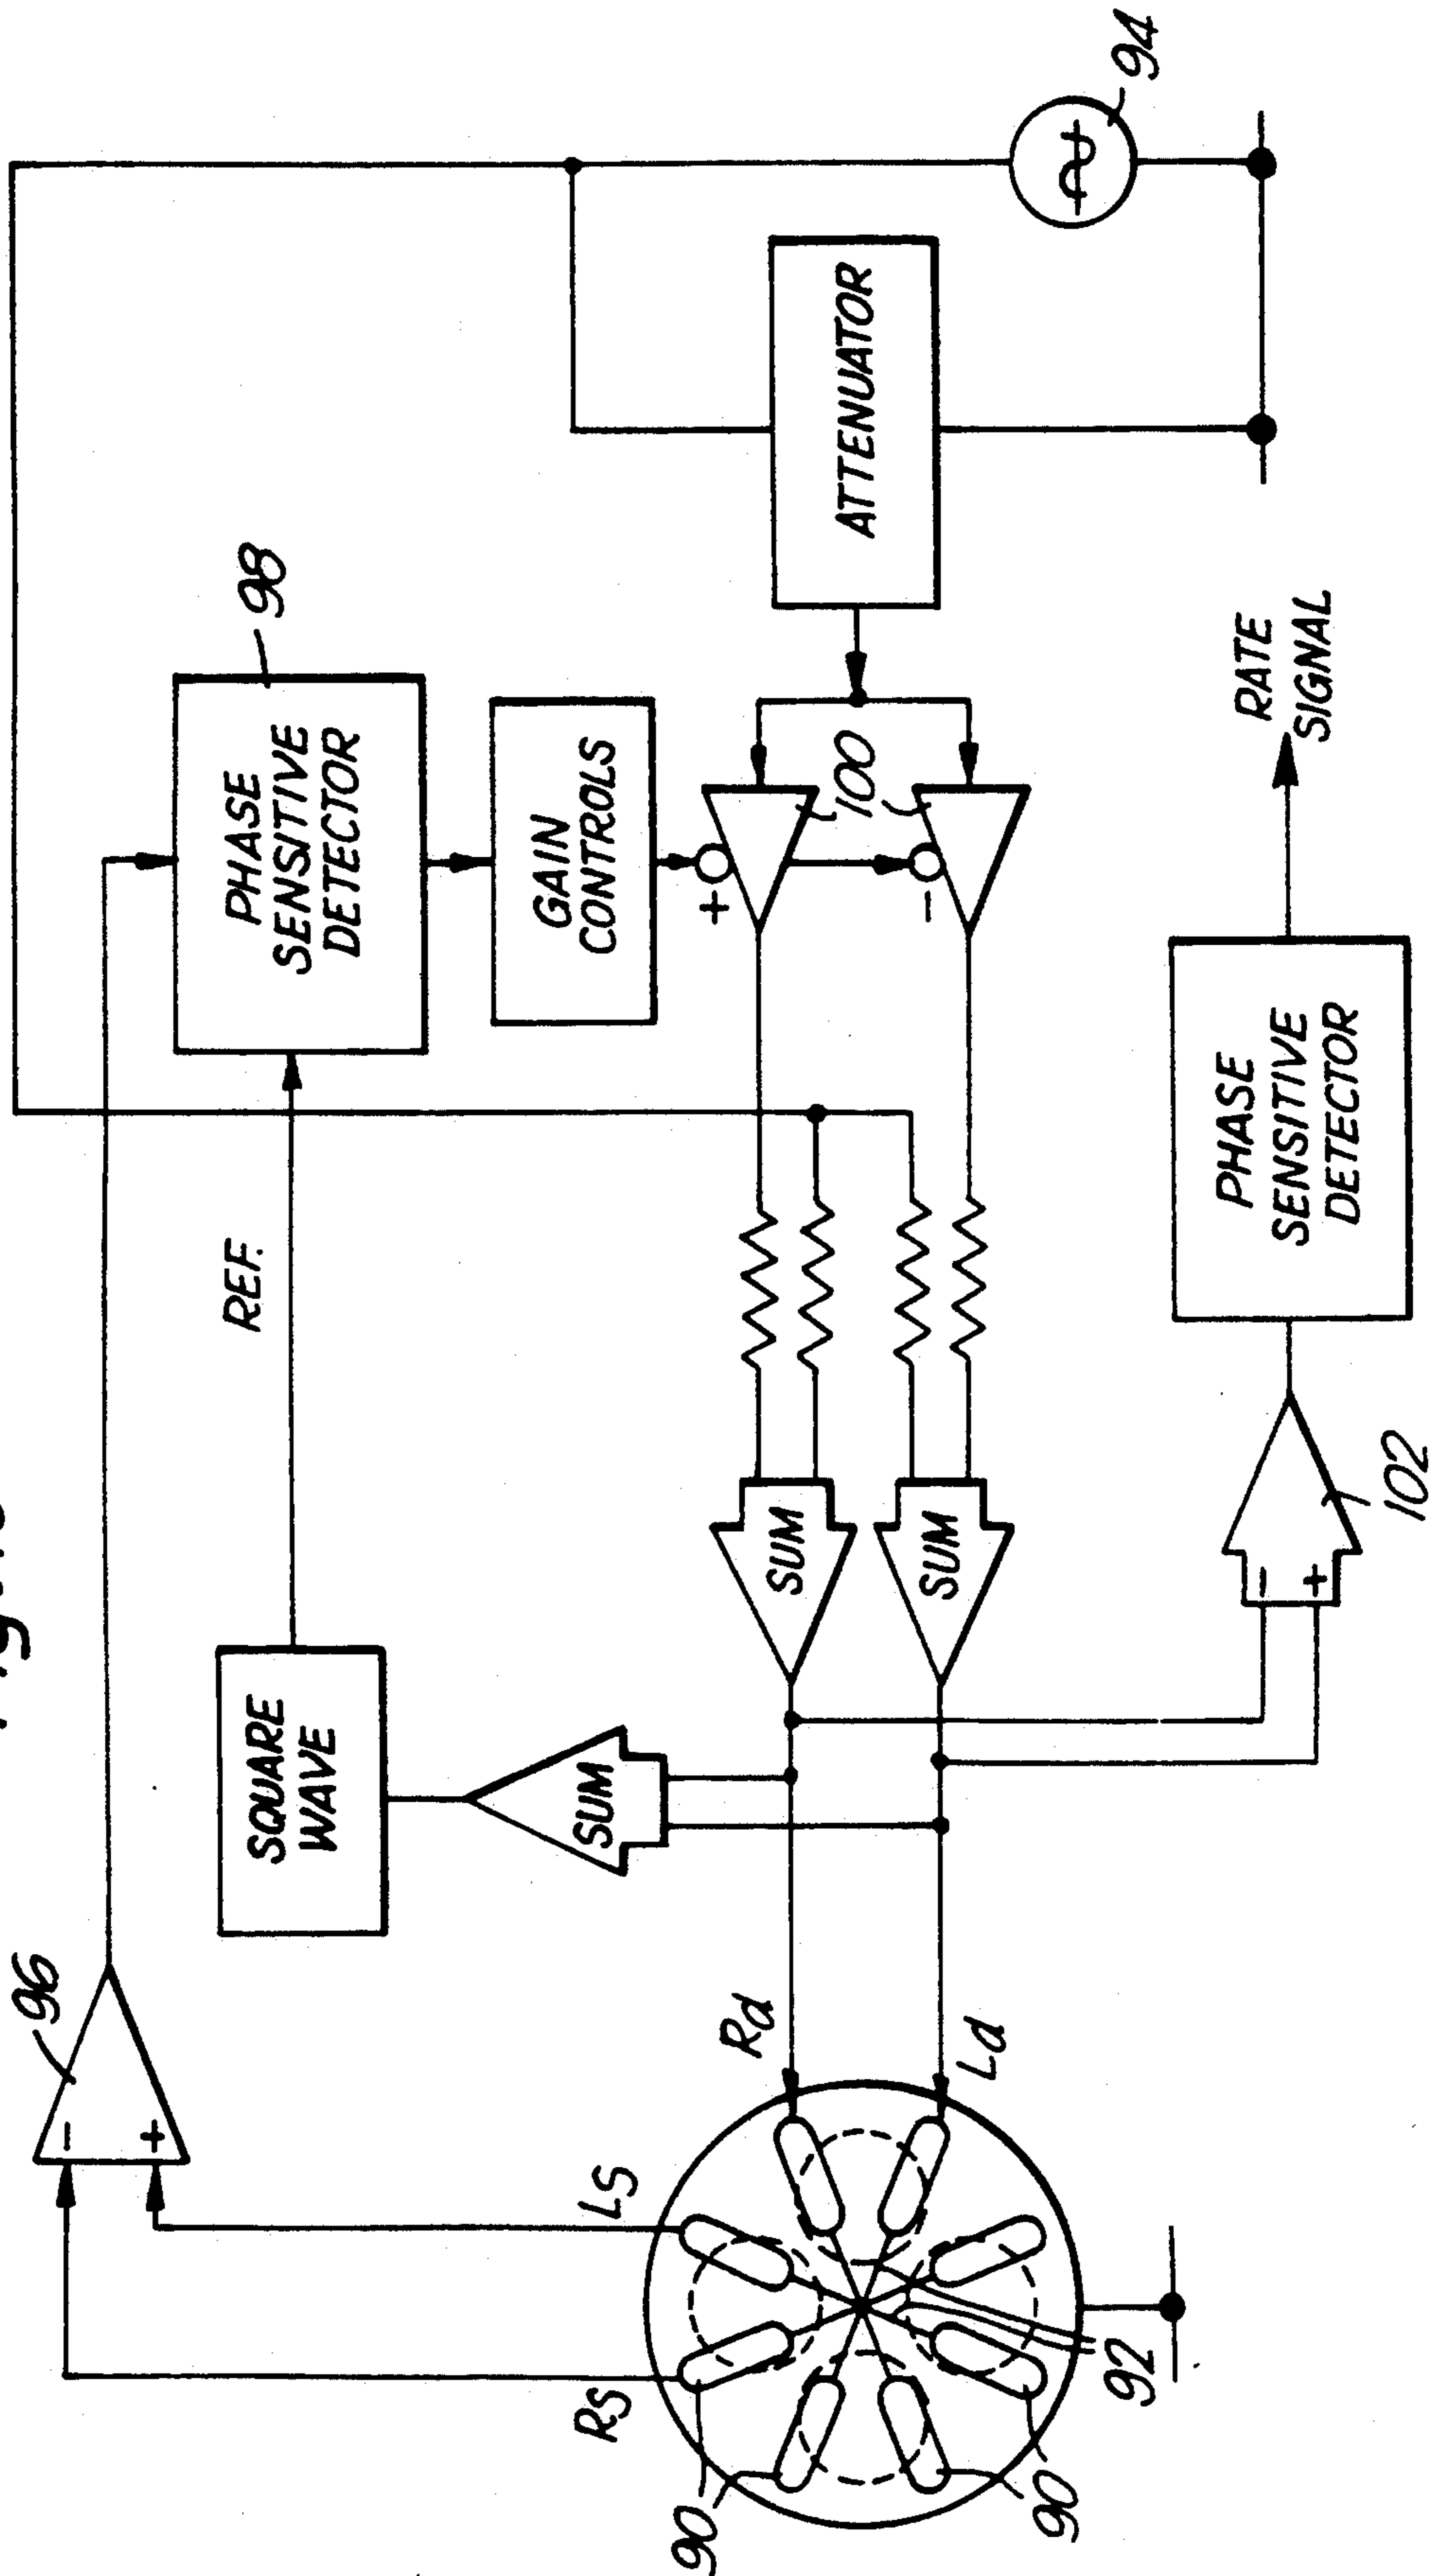 96
REF.
PHASE
SENSITIVE
DETECTOR
98
SQUARE
WAVE
SUM
GAIN
CONTROLS
RS
LS
-
+
90
90
92
Rd
Ld
SUM
SUM
+
-
100
ATTENUATOR
94
-
+
102
PHASE
SENSITIVE
DETECTOR
RATE
SIGNAL